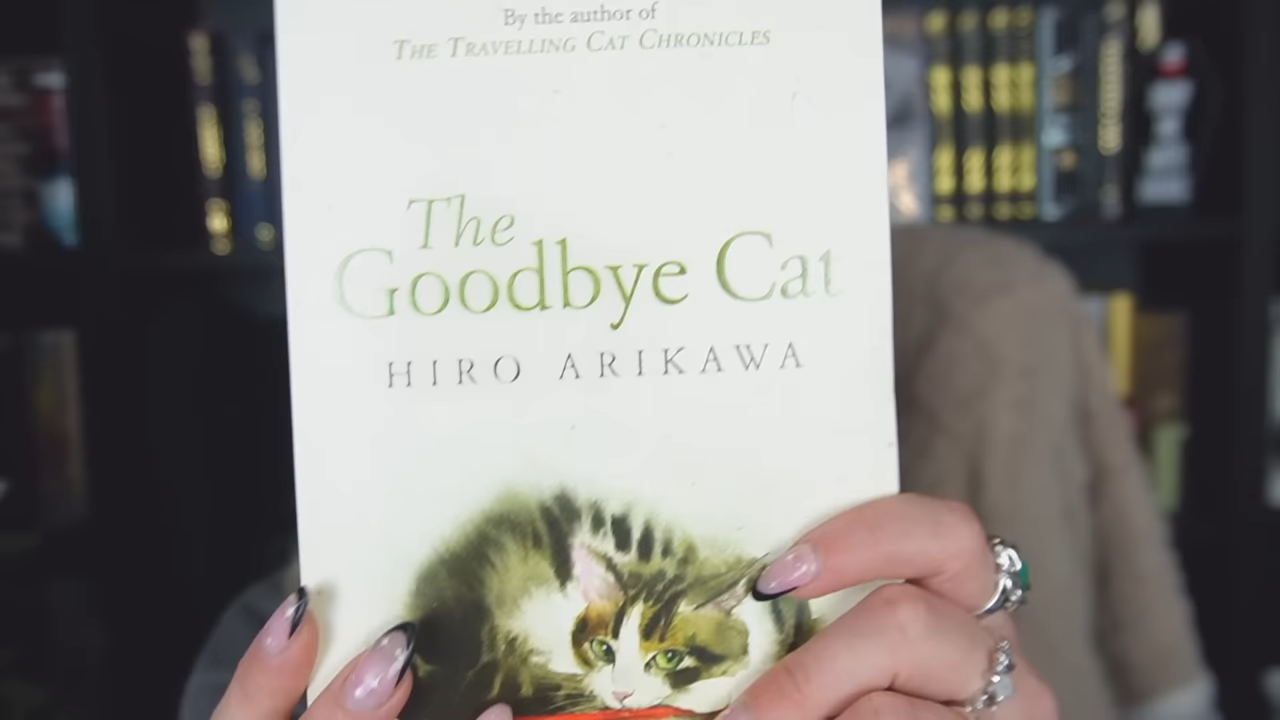 By the author of
THE TRAVELLING CAT CHRONICLES
The
Goodbye Cat
HIRO ARIKAWA